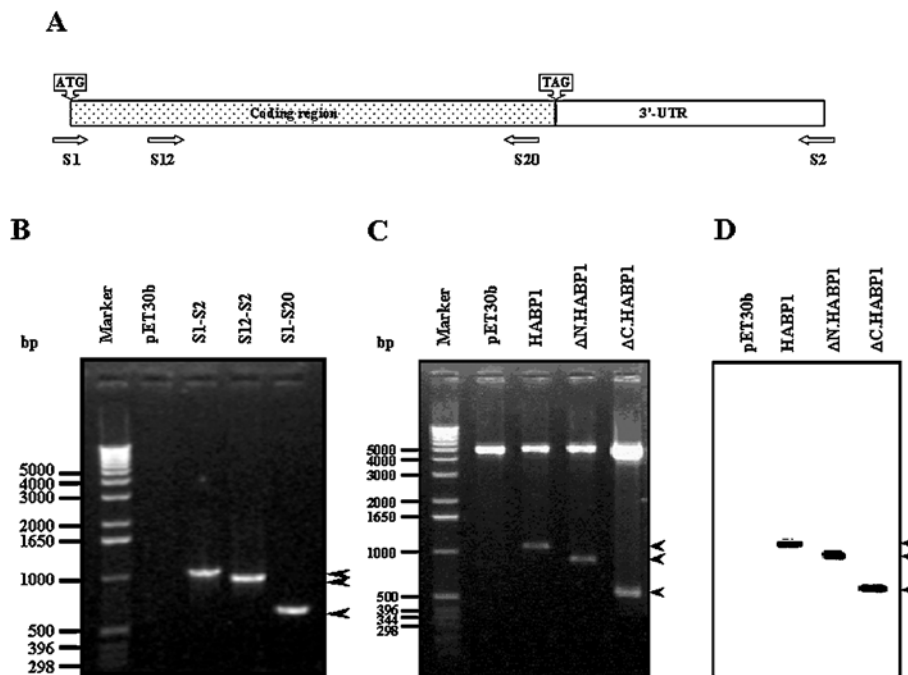 A
ATG
TAG
Coding region
3'-UTR
S1
S12
S20
S2
B
bp
Marker
pET30b
S1-S2
S12-S2
S1-S20
5000
4000
3000
2000
1650
1000
500
396
298
C
bp
Marker
pET30b
HABP1
ΔN.HABP1
ΔC.HABP1
5000
4000
3000
2000
1650
1000
500
396
344
298
D
pET30b
HABP1
ΔN.HABP1
ΔC.HABP1